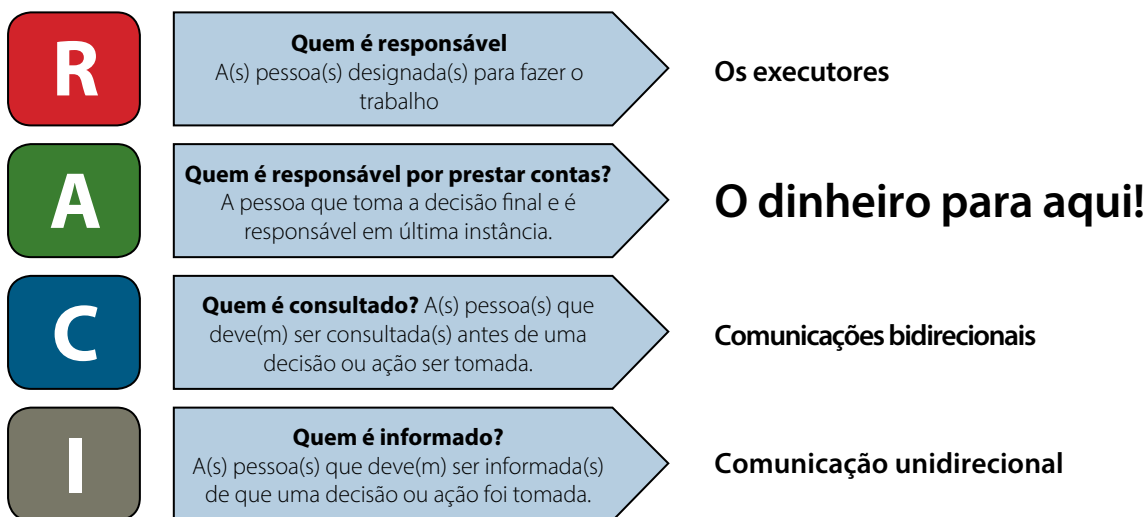 R
Quem é responsável
A(s) pessoa(s) designada(s) para fazer o
trabalho
Os executores
A
Quem é responsável por prestar contas?
A pessoa que toma a decisão final e é
responsável em última instância.
O dinheiro para aqui!
C
Quem é consultado? A(s) pessoa(s) que
deve(m) ser consultada(s) antes de uma
decisão ou ação ser tomada.
Comunicações bidirecionais
I
Quem é informado?
A(s) pessoa(s) que deve(m) ser informada(s)
de que uma decisão ou ação foi tomada.
Comunicação unidirecional